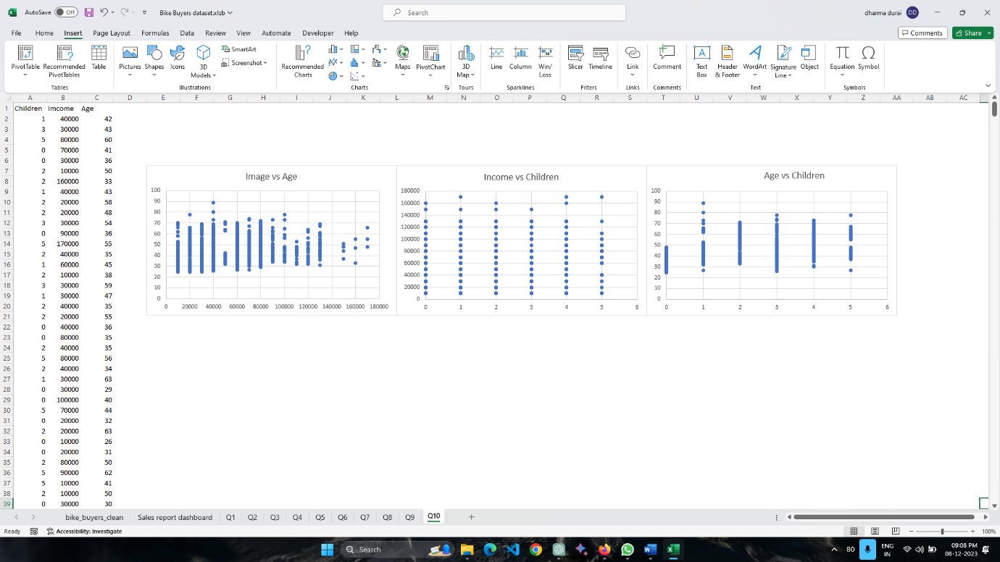 AutoSave Off Bike Buyers dataset.xlsb Search dharma durai DD
File Home Insert Page Layout Formulas Data Review View Automate Developer Help Comments Share
PivotTable Recommended PivotTables Table Pictures Shapes Icons 3D Models SmartArt Screenshot Recommended Charts Maps PivotChart 3D Map Line Column Win/Loss Slicer Timeline Link Comment Text Box Header & Footer WordArt Signature Line Object Equation Symbol
Tables Illustrations Charts Tours Sparklines Filters Links Comments Text Symbols
A B C D E F G H I J K L M N O P Q R S T U V W X Y Z AA AB AC
1 Children Imcome Age
2 1 40000 42
3 3 30000 43
4 5 80000 60
5 0 70000 41
6 0 30000 36
7 2 10000 50
8 2 160000 33
9 1 40000 43
10 2 20000 58
11 2 20000 48
12 3 30000 54
13 0 90000 36
14 5 170000 55
15 2 40000 35
16 1 60000 45
17 2 10000 38
18 3 30000 59
19 1 30000 47
20 2 40000 35
21 2 20000 55
22 0 40000 36
23 0 80000 35
24 2 40000 35
25 5 80000 56
26 2 40000 34
27 1 30000 63
28 0 30000 29
29 0 100000 40
30 5 70000 44
31 0 20000 32
32 2 20000 63
33 0 10000 26
34 0 20000 31
35 2 80000 50
36 5 90000 62
37 5 10000 41
38 2 10000 50
39 0 30000 30
Image vs Age
100
90
80
70
60
50
40
30
20
10
0
0 20000 40000 60000 80000 100000 120000 140000 160000 180000
Income vs Children
180000
160000
140000
120000
100000
80000
60000
40000
20000
0
0 1 2 3 4 5 6
Age vs Children
100
90
80
70
60
50
40
30
20
10
0
0 1 2 3 4 5 6
bike_buyers_clean Sales report dashboard Q1 Q2 Q3 Q4 Q5 Q6 Q7 Q8 Q9 Q10
Ready Accessibility: Investigate 100%
Search 80 ENG IN 09:08 PM 08-12-2023